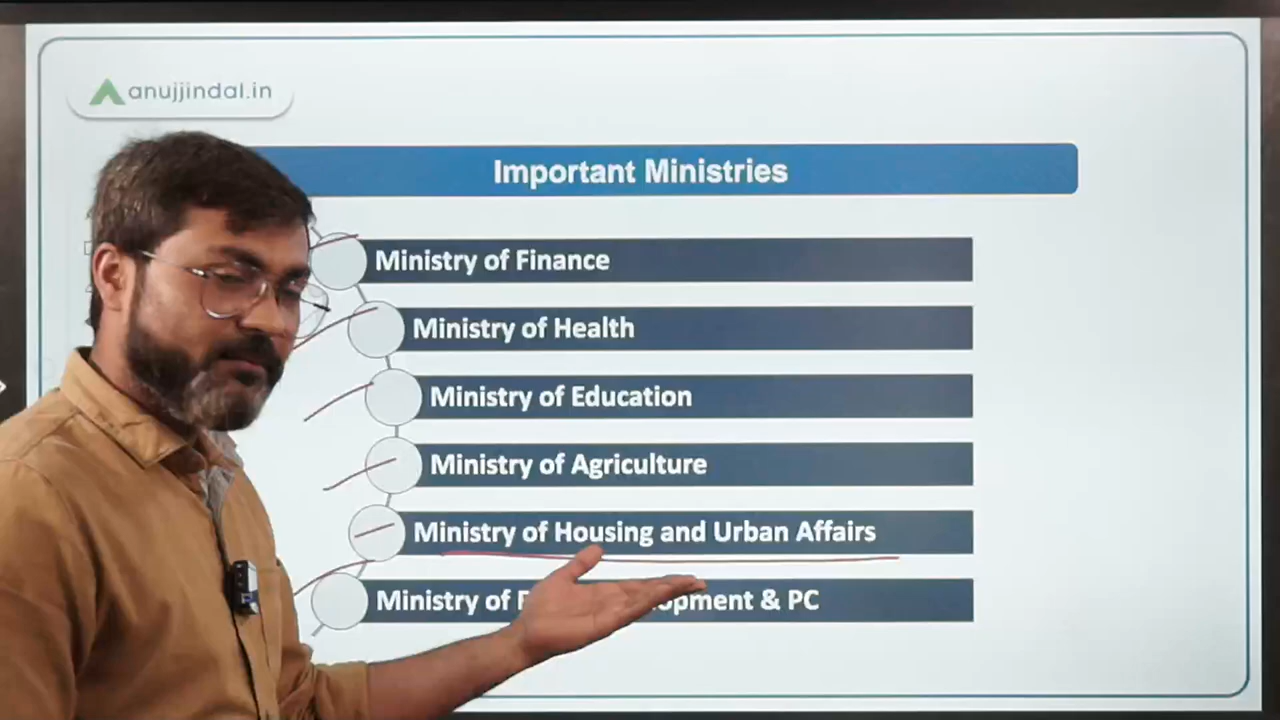 anujjindal.in
Important Ministries
Ministry of Finance
Ministry of Health
Ministry of Education
Ministry of Agriculture
Ministry of Housing and Urban Affairs
Ministry of & PC